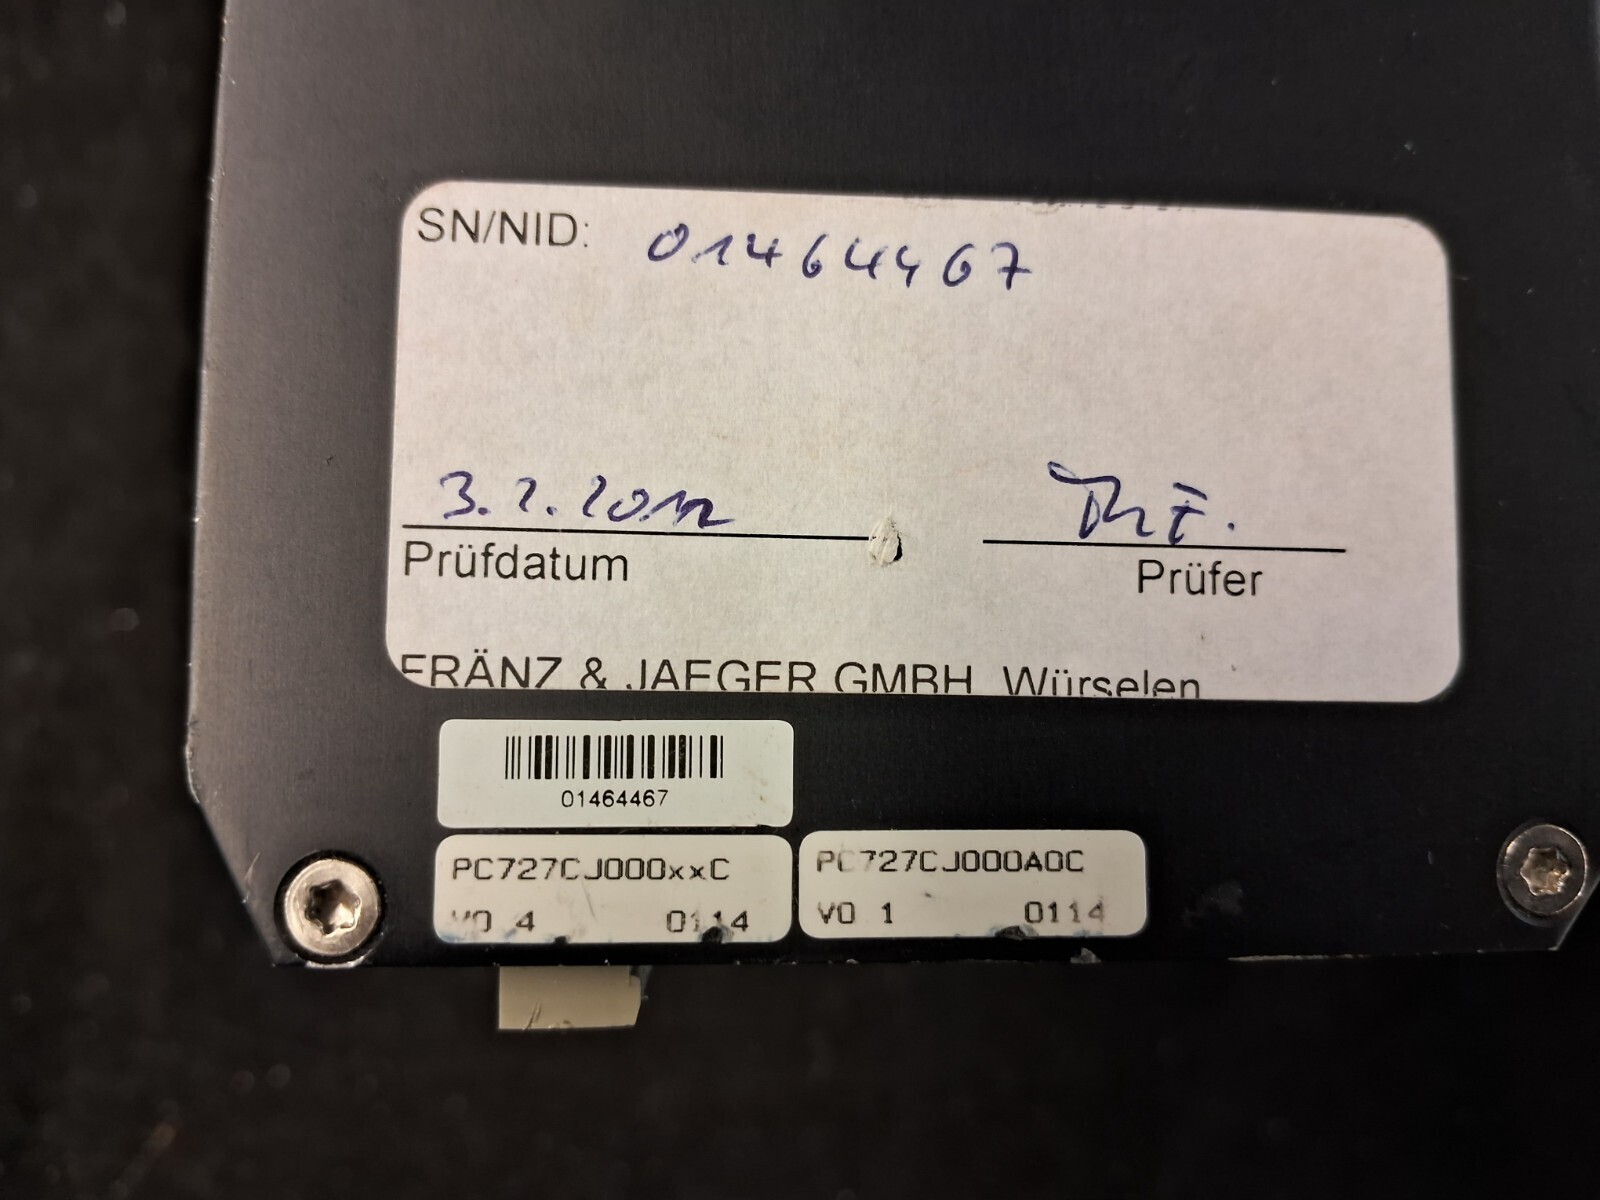 SN/NID: 01464467
3.2.2012
Prüfdatum
Prüfer
FRÄNZ & JAEGER GMBH Würselen
01464467
PC727CJ000xxC
V0 4 0114
PC727CJ000A0C
V0 1 0114